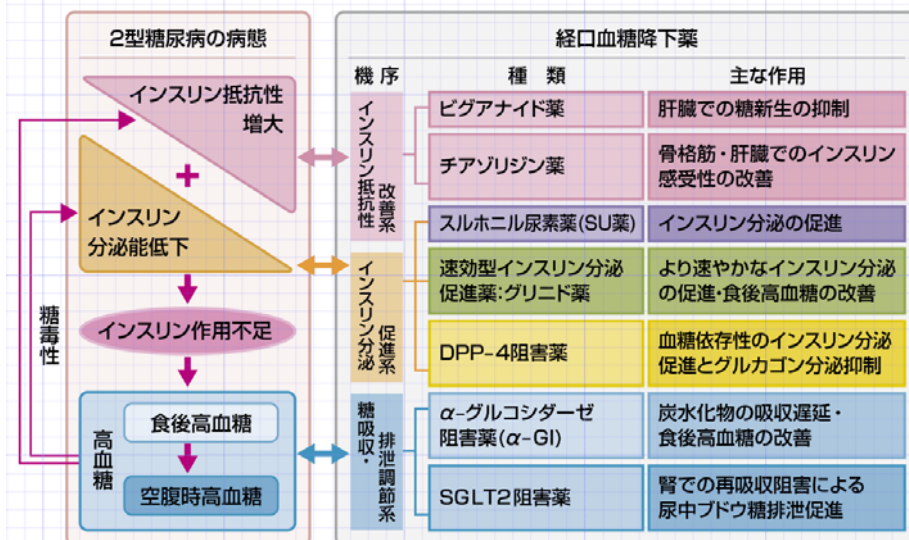 2型糖尿病の病態
インスリン抵抗性
増大
+
インスリン
分泌能低下
インスリン作用不足
糖毒性
高血糖
食後高血糖
空腹時高血糖
経口血糖降下薬
機序
種類
主な作用
インスリン抵抗性
改善系
ビグアナイド薬
肝臓での糖新生の抑制
チアゾリジン薬
骨格筋・肝臓でのインスリン
感受性の改善
インスリン分泌
促進系
スルホニル尿素薬(SU薬)
インスリン分泌の促進
速効型インスリン分泌
促進薬:グリニド薬
より速やかなインスリン分泌
の促進・食後高血糖の改善
DPP-4阻害薬
血糖依存性のインスリン分泌
促進とグルカゴン分泌抑制
糖吸収・
排泄調節系
α-グルコシダーゼ
阻害薬(α-GI)
炭水化物の吸収遅延・
食後高血糖の改善
SGLT2阻害薬
腎での再吸収阻害による
尿中ブドウ糖排泄促進